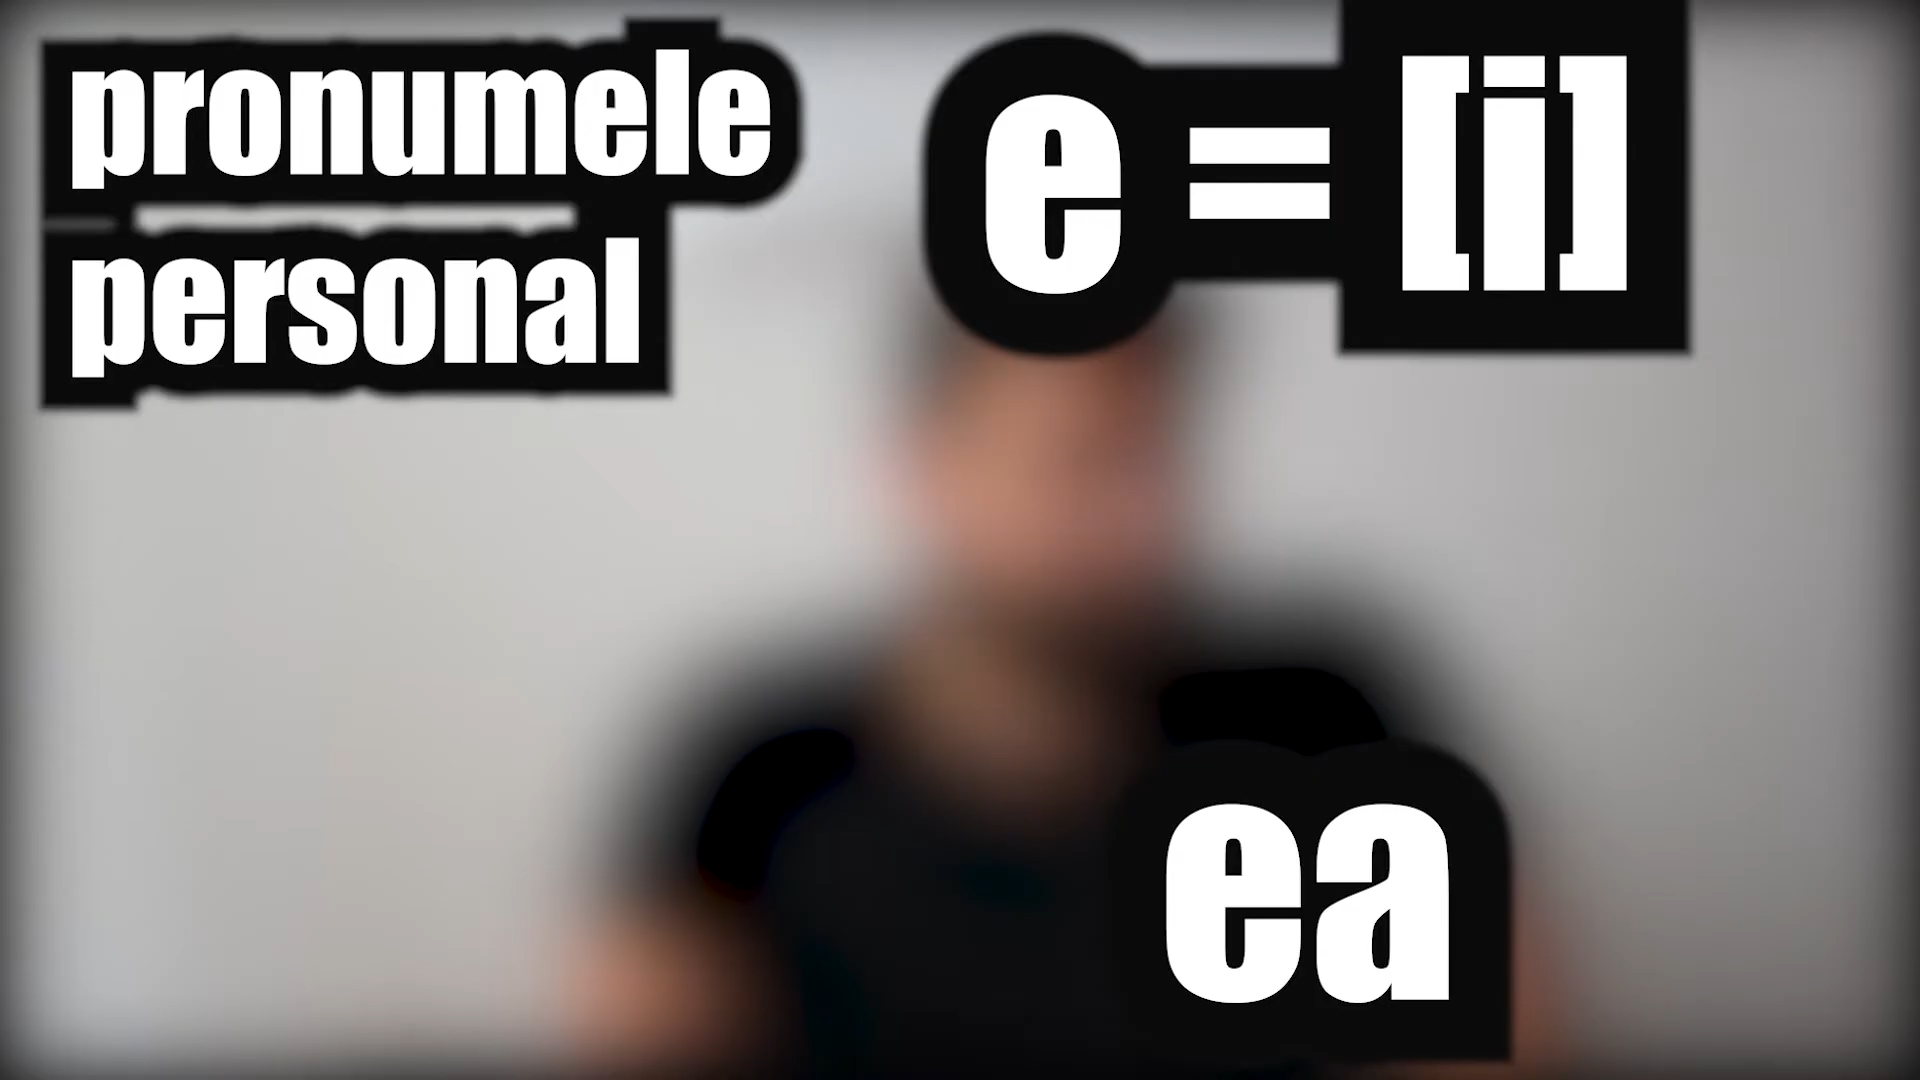 pronumele
personal
e = [i]
ea